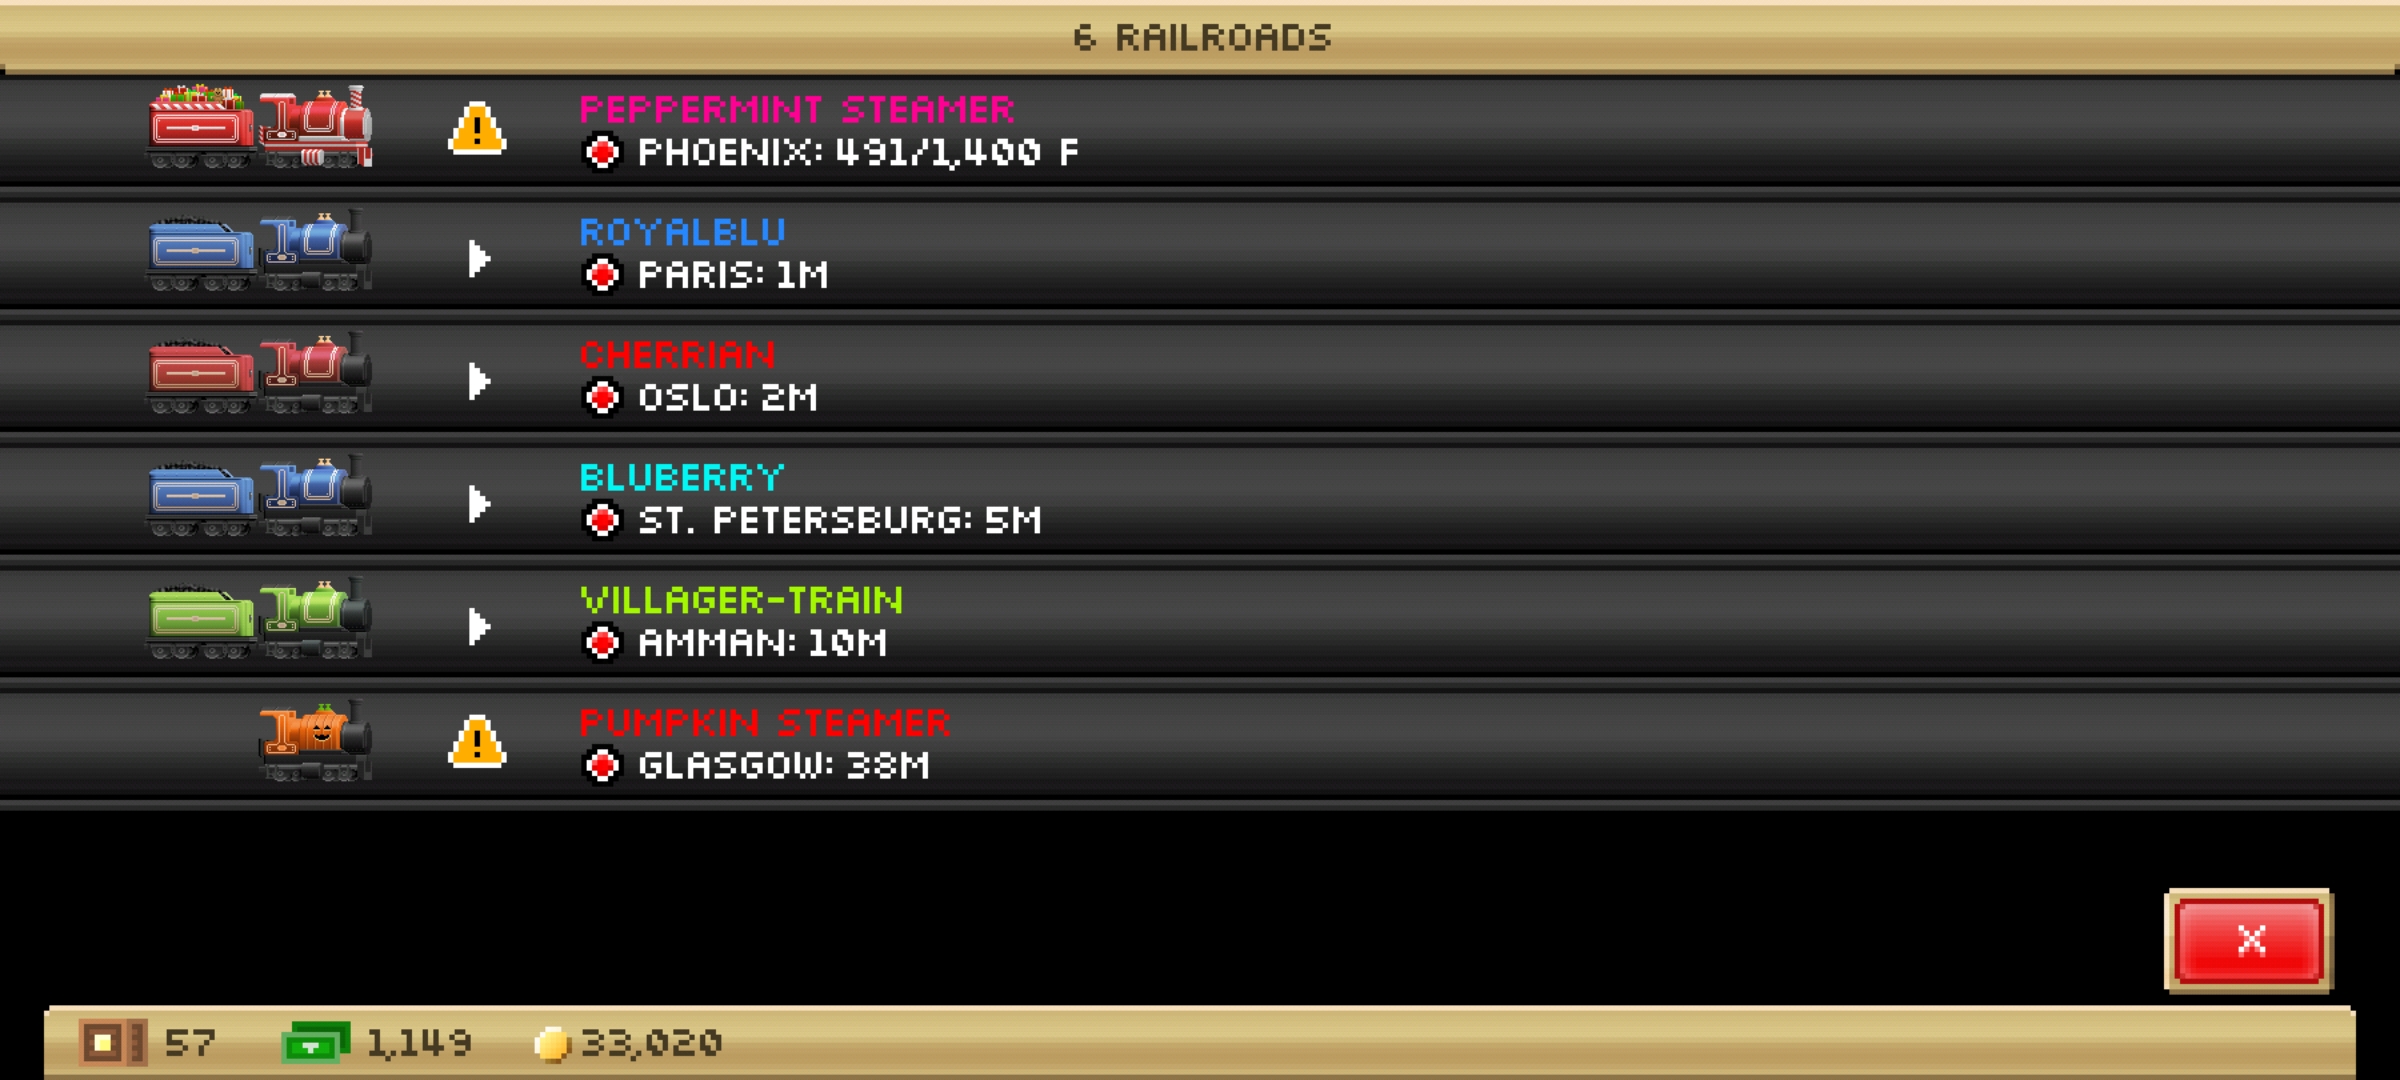 6 RAILROADS
PEPPERMINT STEAMER
PHOENIX: 491/1,400 F
ROYALBLU
PARIS: 1M
CHERRIAN
OSLO: 2M
BLUBERRY
ST. PETERSBURG: 5M
VILLAGER-TRAIN
AMMAN: 10M
PUMPKIN STEAMER
GLASGOW: 38M
X
57 1,149 33,020